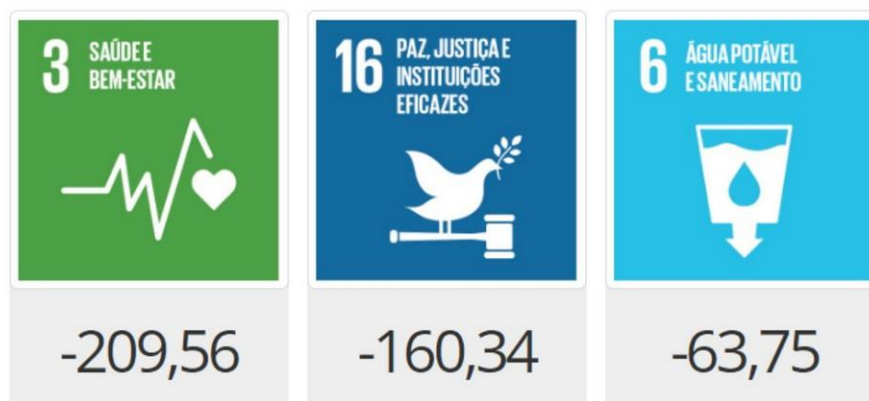 3 SAÚDE E
BEM-ESTAR
16 PAZ, JUSTIÇA E
INSTITUIÇÕES
EFICAZES
6 ÁGUA POTÁVEL
E SANEAMENTO
-209,56
-160,34
-63,75